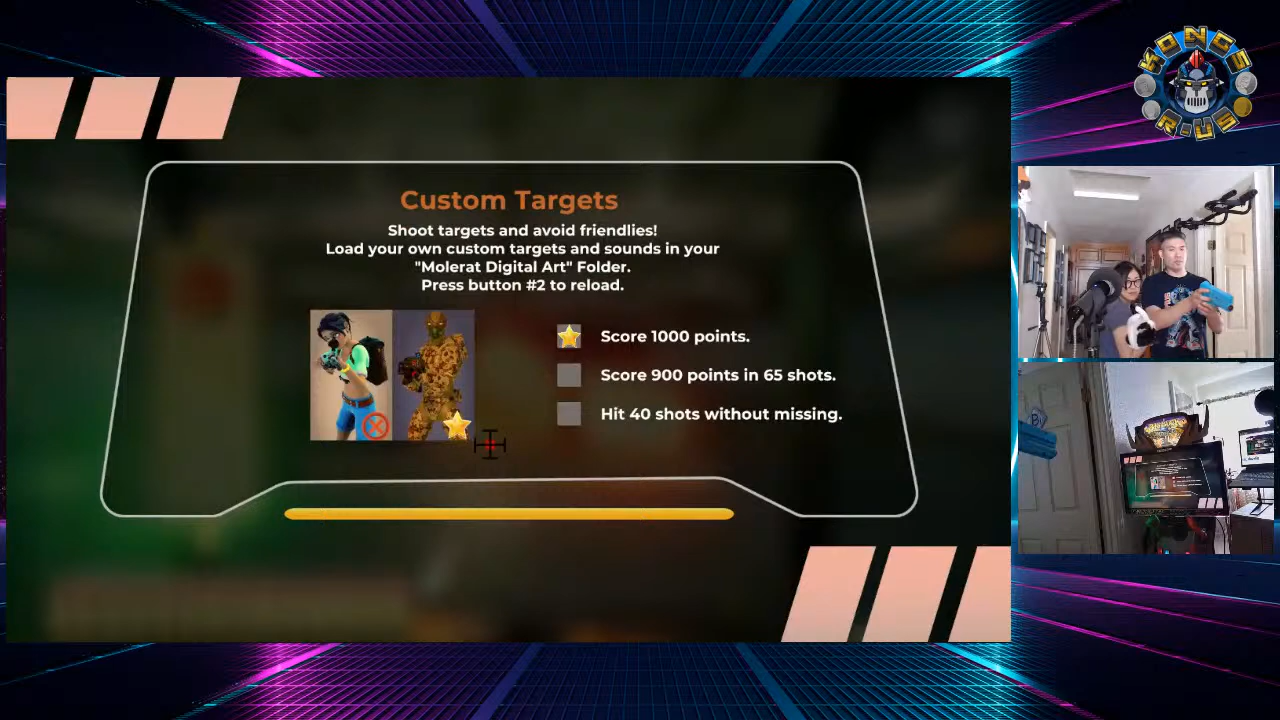 KONGS
R-US
Custom Targets
Shoot targets and avoid friendlies!
Load your own custom targets and sounds in your
"Molerat Digital Art" Folder.
Press button #2 to reload.
Score 1000 points.
Score 900 points in 65 shots.
Hit 40 shots without missing.